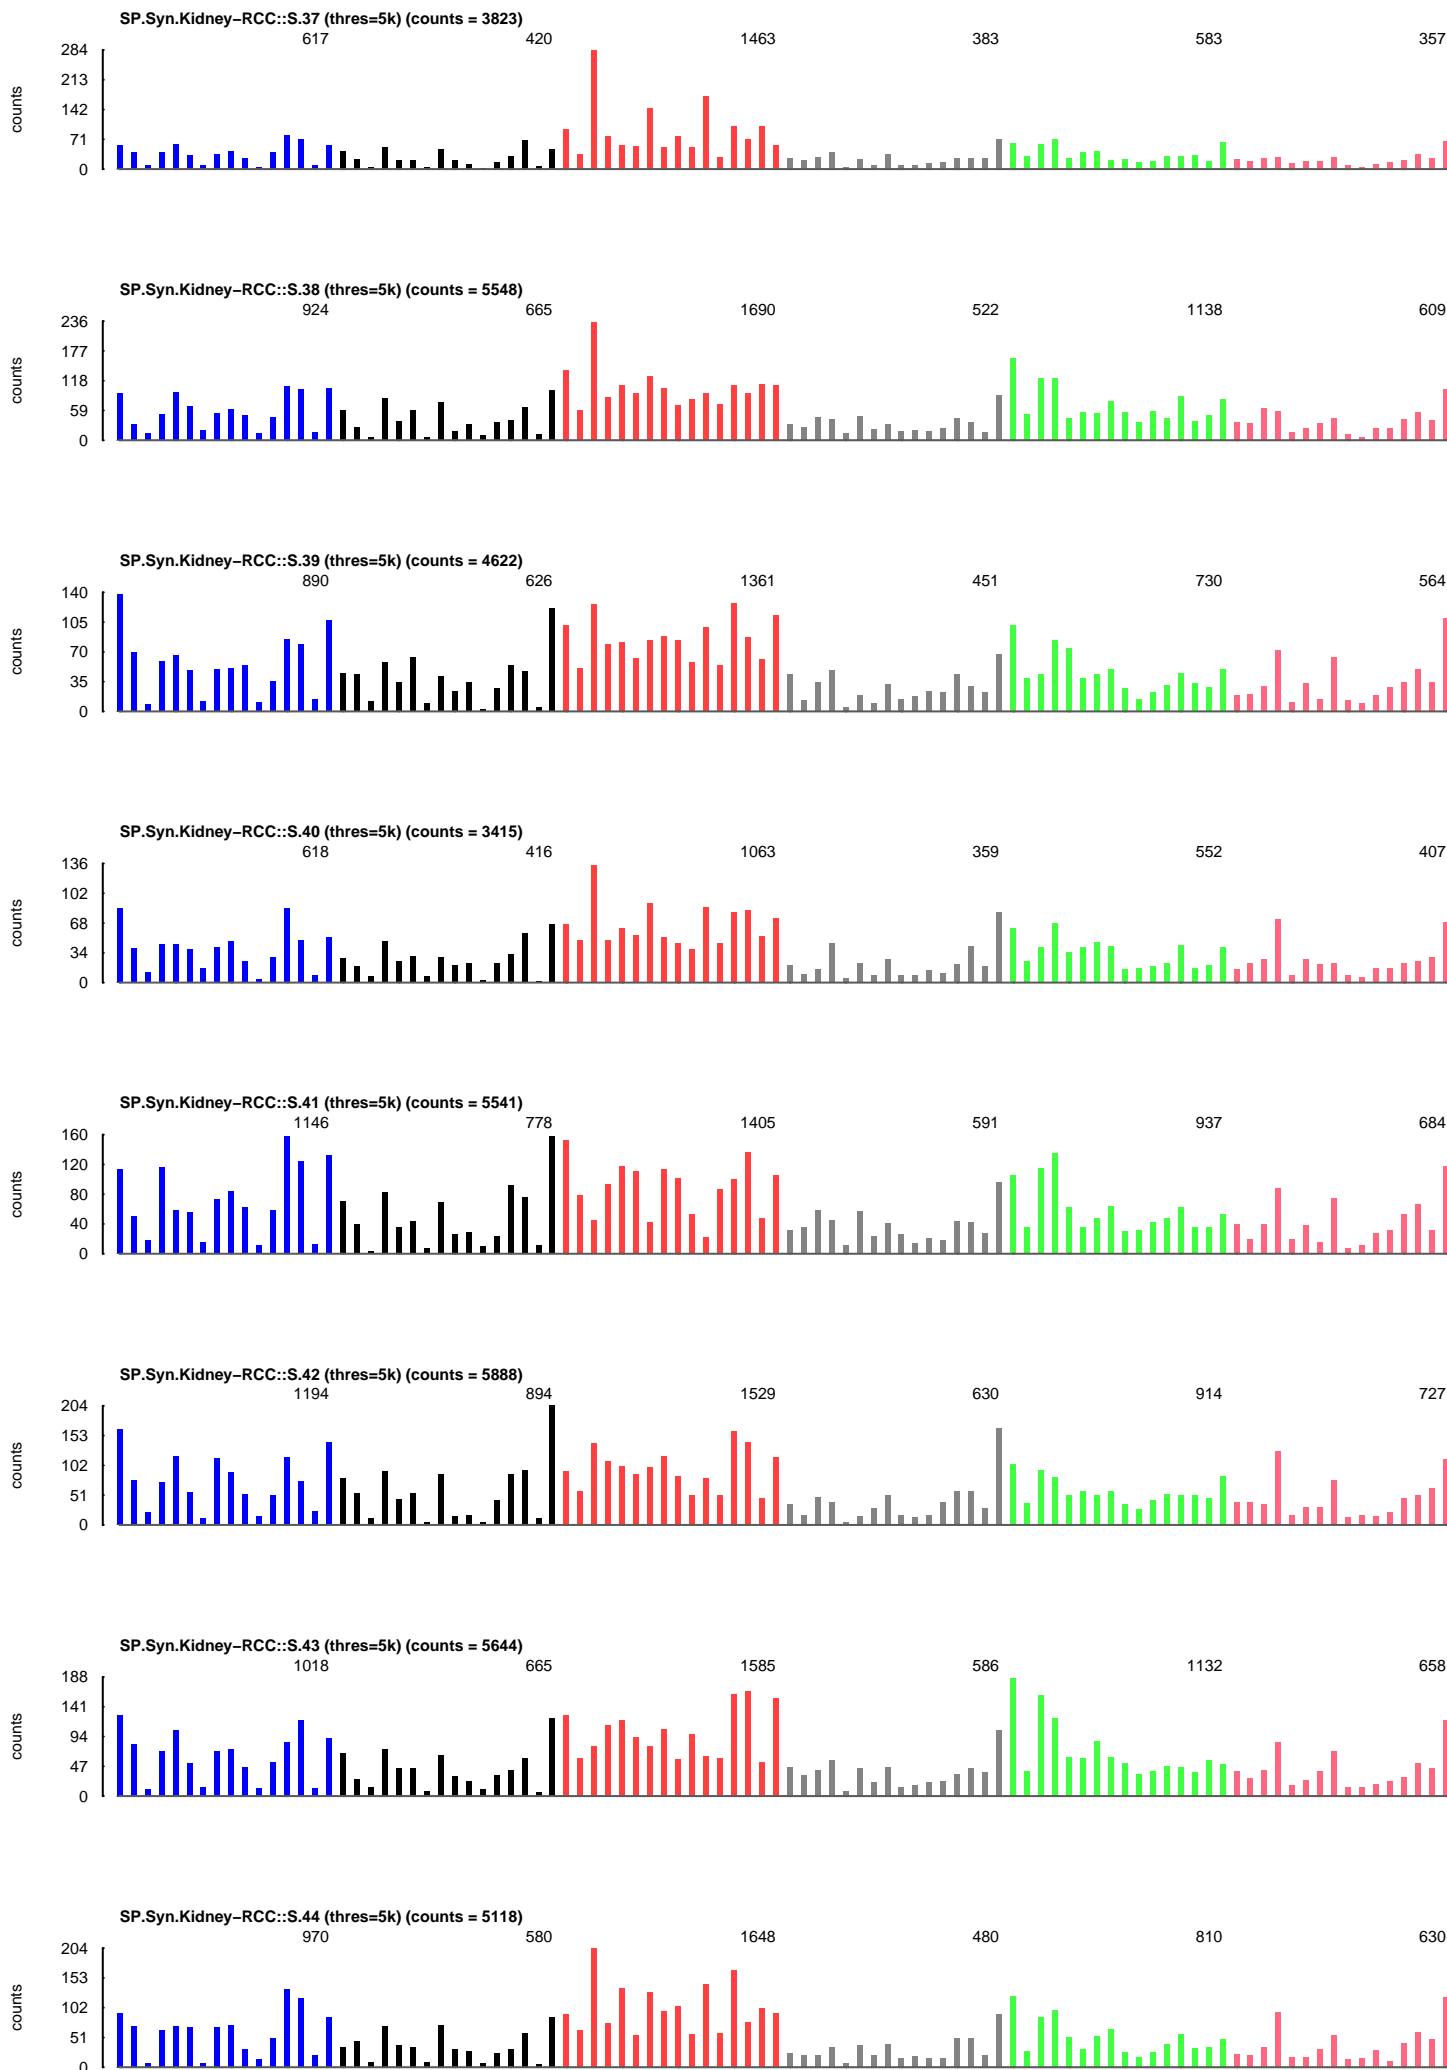 SP.Syn.Kidney−RCC::S.37 (thres=5k) (counts = 3823)
617 420 1463 383 583 357
284
213
142
71
0
counts
SP.Syn.Kidney−RCC::S.38 (thres=5k) (counts = 5548)
924 665 1690 522 1138 609
236
177
118
59
0
counts
SP.Syn.Kidney−RCC::S.39 (thres=5k) (counts = 4622)
890 626 1361 451 730 564
140
105
70
35
0
counts
SP.Syn.Kidney−RCC::S.40 (thres=5k) (counts = 3415)
618 416 1063 359 552 407
136
102
68
34
0
counts
SP.Syn.Kidney−RCC::S.41 (thres=5k) (counts = 5541)
1146 778 1405 591 937 684
160
120
80
40
0
counts
SP.Syn.Kidney−RCC::S.42 (thres=5k) (counts = 5888)
1194 894 1529 630 914 727
204
153
102
51
0
counts
SP.Syn.Kidney−RCC::S.43 (thres=5k) (counts = 5644)
1018 665 1585 586 1132 658
188
141
94
47
0
counts
SP.Syn.Kidney−RCC::S.44 (thres=5k) (counts = 5118)
970 580 1648 480 810 630
204
153
102
51
0
counts